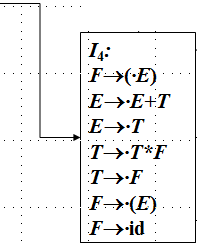 I₄:
F→(·E)
E→·E+T
E→·T
T→·T*F
T→·F
F→·(E)
F→·id